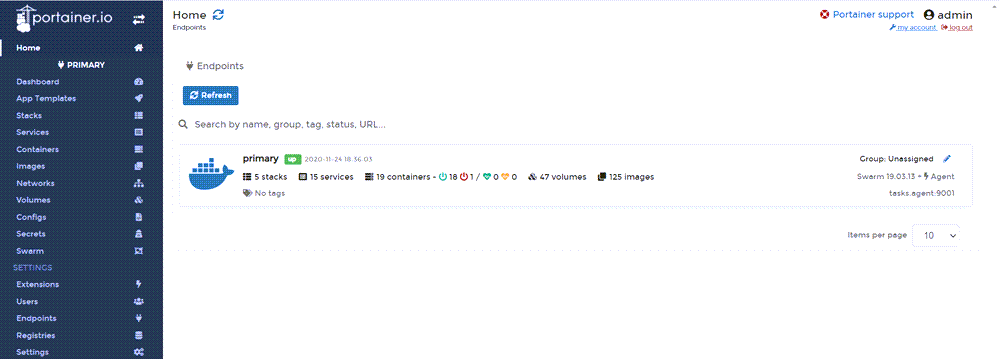 portainer.io
Home
PRIMARY
Dashboard
App Templates
Stacks
Services
Containers
Images
Networks
Volumes
Configs
Secrets
Swarm
SETTINGS
Extensions
Users
Endpoints
Registries
Settings
Home
Endpoints
Portainer support admin
my account log out
Endpoints
Refresh
Search by name, group, tag, status, URL...
primary up 2020-11-24 18:36:03
Group: Unassigned
5 stacks 15 services 19 containers - 18 1 / 0 0 47 volumes 125 images
Swarm 19.03.13 + Agent
No tags
tasks.agent:9001
Items per page 10